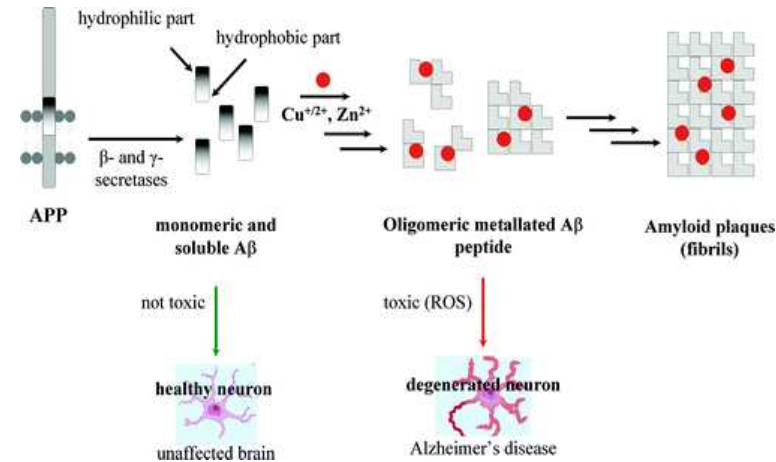 hydrophilic part
hydrophobic part
Cu⁺/²⁺, Zn²⁺
β- and γ-
secretases
APP
monomeric and
soluble Aβ
Oligomeric metallated Aβ
peptide
Amyloid plaques
(fibrils)
not toxic
toxic (ROS)
healthy neuron
degenerated neuron
unaffected brain
Alzheimer's disease